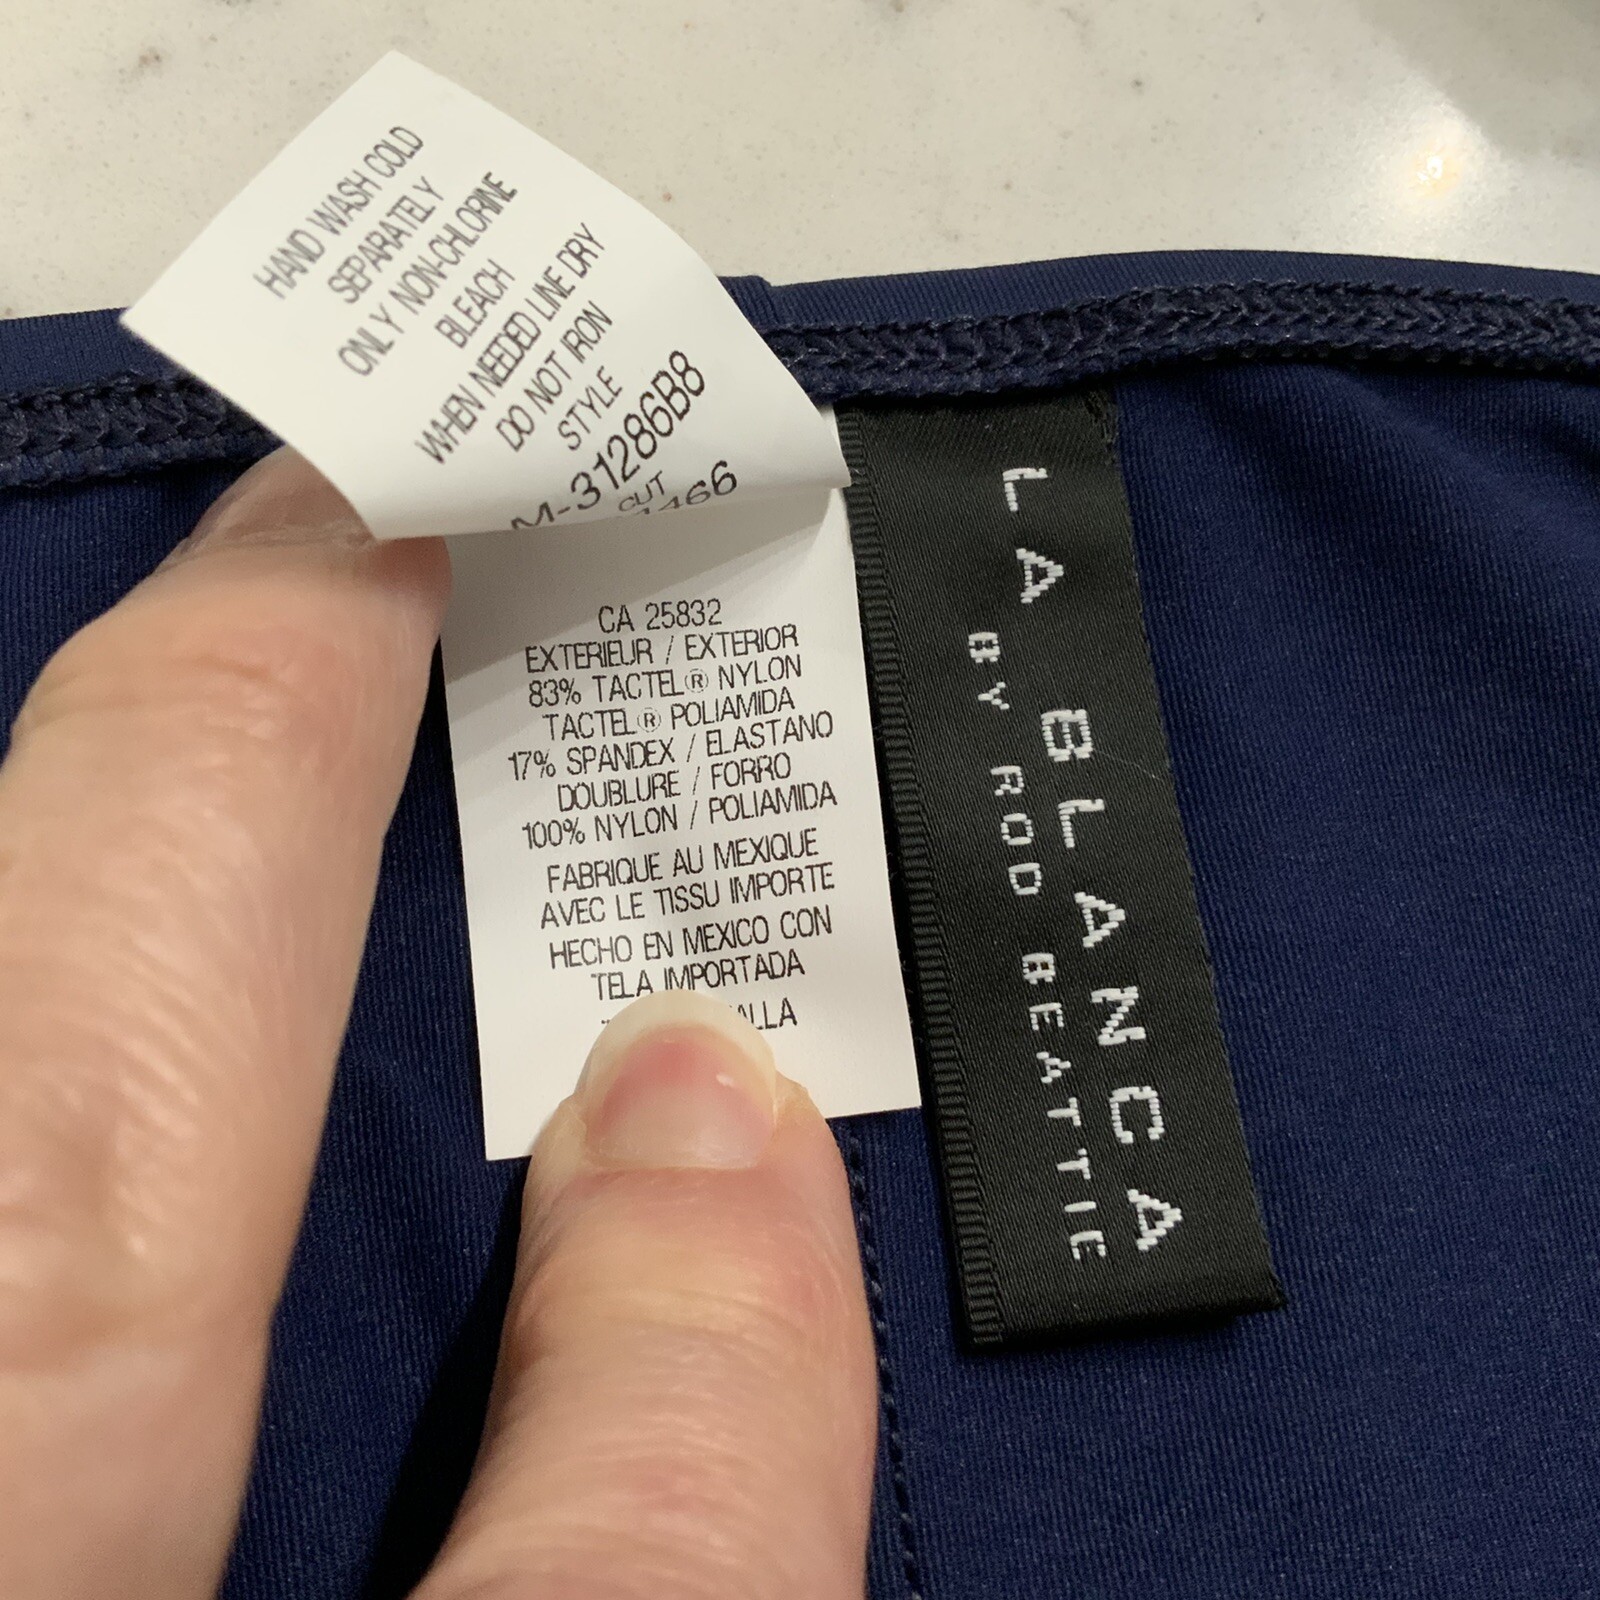 HAND WASH COLD
SEPARATELY
ONLY NON-CHLORINE
BLEACH
WHEN NEEDED LINE DRY
DO NOT IRON
STYLE
M-31286B8
CUT
CA 25832
EXTERIEUR / EXTERIOR
83% TACTEL® NYLON
TACTEL® POLIAMIDA
17% SPANDEX / ELASTANO
DOUBLURE / FORRO
100% NYLON / POLIAMIDA
FABRIQUE AU MEXIQUE
AVEC LE TISSU IMPORTE
HECHO EN MEXICO CON
TELA IMPORTADA
LA BLANCA
BY ROD BEATTIE